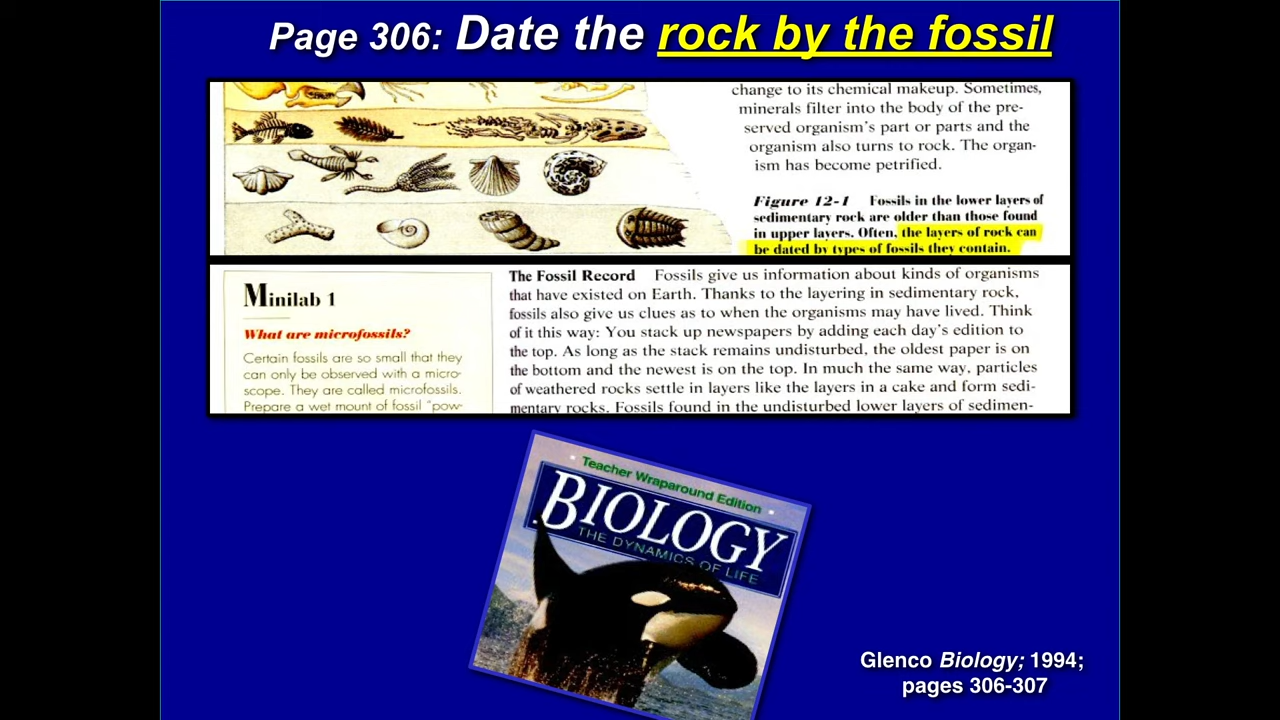 Page 306: Date the rock by the fossil
change to its chemical makeup. Sometimes,
minerals filter into the body of the pre-
served organism's part or parts and the
organism also turns to rock. The organ-
ism has become petrified.
Figure 12-1 Fossils in the lower layers of
sedimentary rock are older than those found
in upper layers. Often, the layers of rock can
be dated by types of fossils they contain.
Minilab 1
What are microfossils?
Certain fossils are so small that they
can only be observed with a micro-
scope. They are called microfossils.
Prepare a wet mount of fossil "pow-
The Fossil Record Fossils give us information about kinds of organisms
that have existed on Earth. Thanks to the layering in sedimentary rock,
fossils also give us clues as to when the organisms may have lived. Think
of it this way: You stack up newspapers by adding each day's edition to
the top. As long as the stack remains undisturbed, the oldest paper is on
the bottom and the newest is on the top. In much the same way, particles
of weathered rocks settle in layers like the layers in a cake and form sedi-
mentary rocks. Fossils found in the undisturbed lower layers of sedimen-
Teacher Wraparound Edition
BIOLOGY
THE DYNAMICS OF LIFE
Glenco Biology; 1994;
pages 306-307